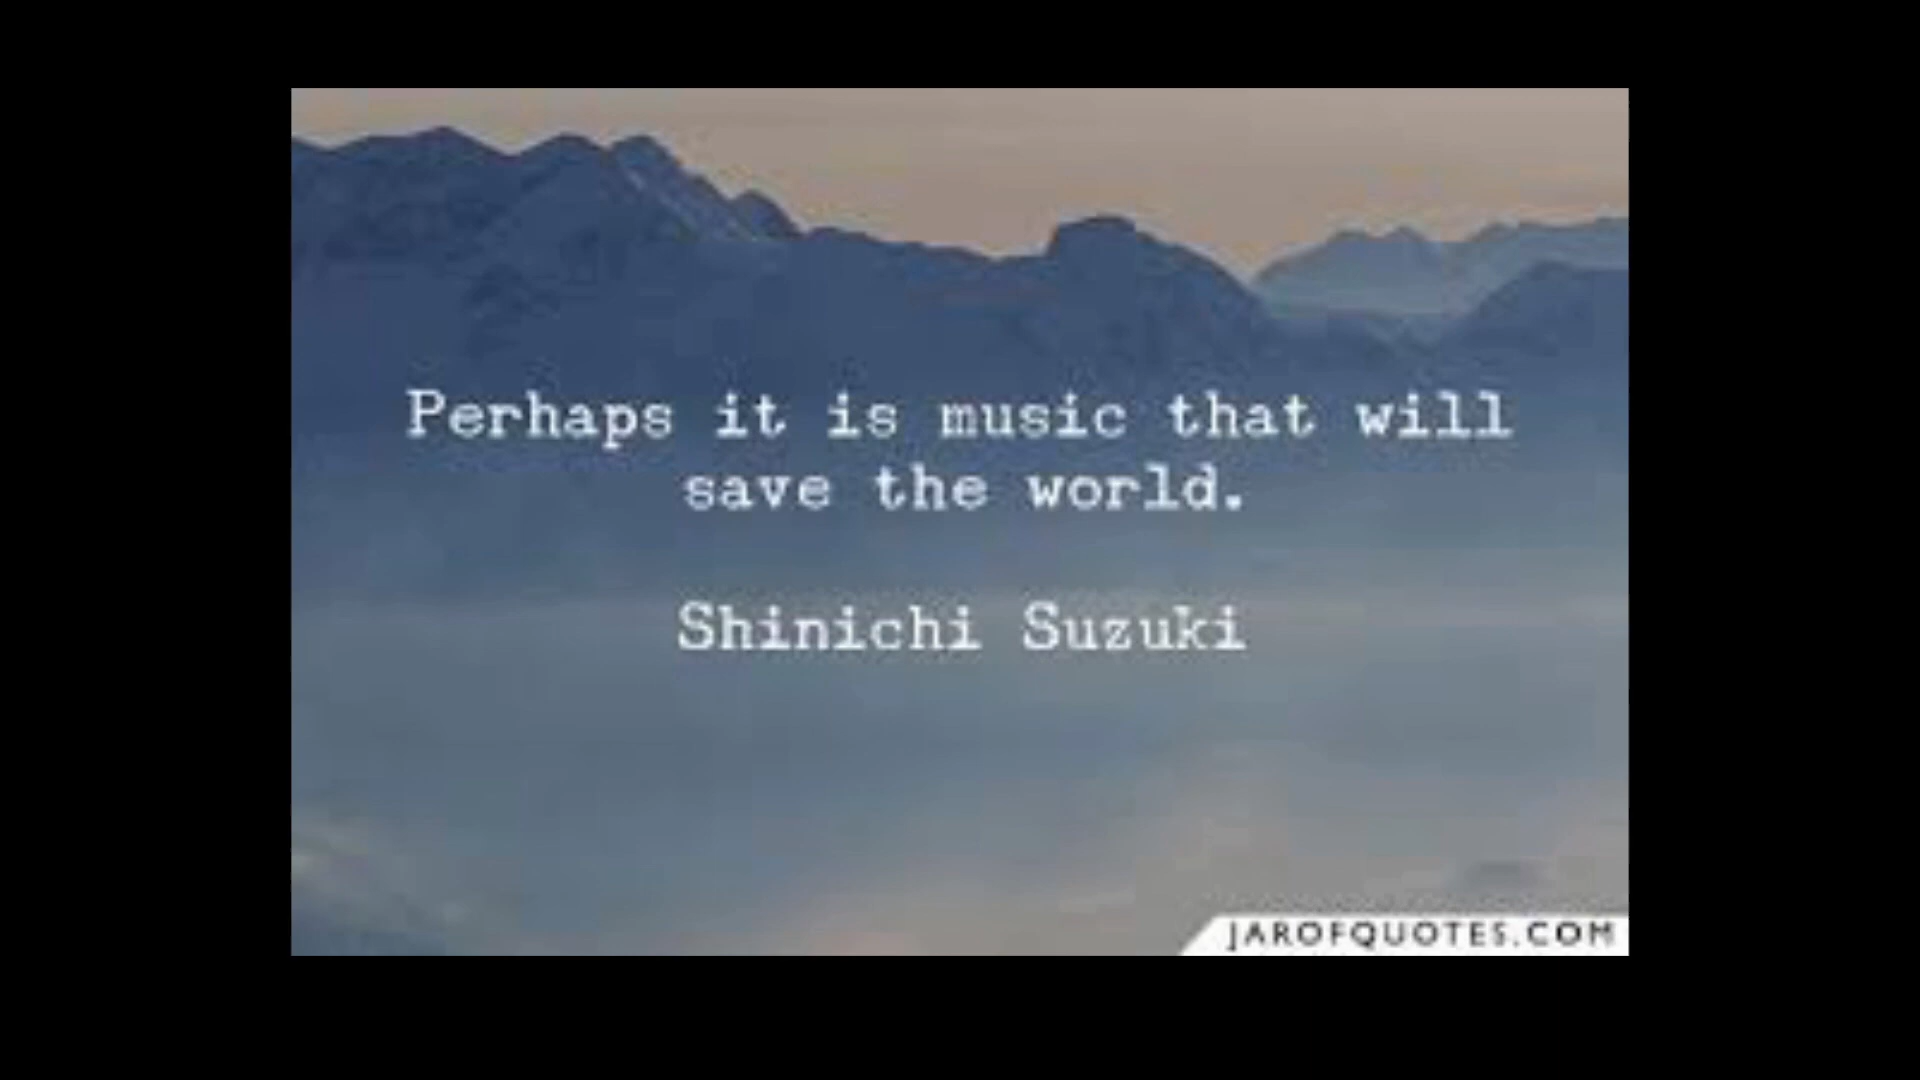 Perhaps it is music that will
save the world.
Shinichi Suzuki
JAROFQUOTES.COM